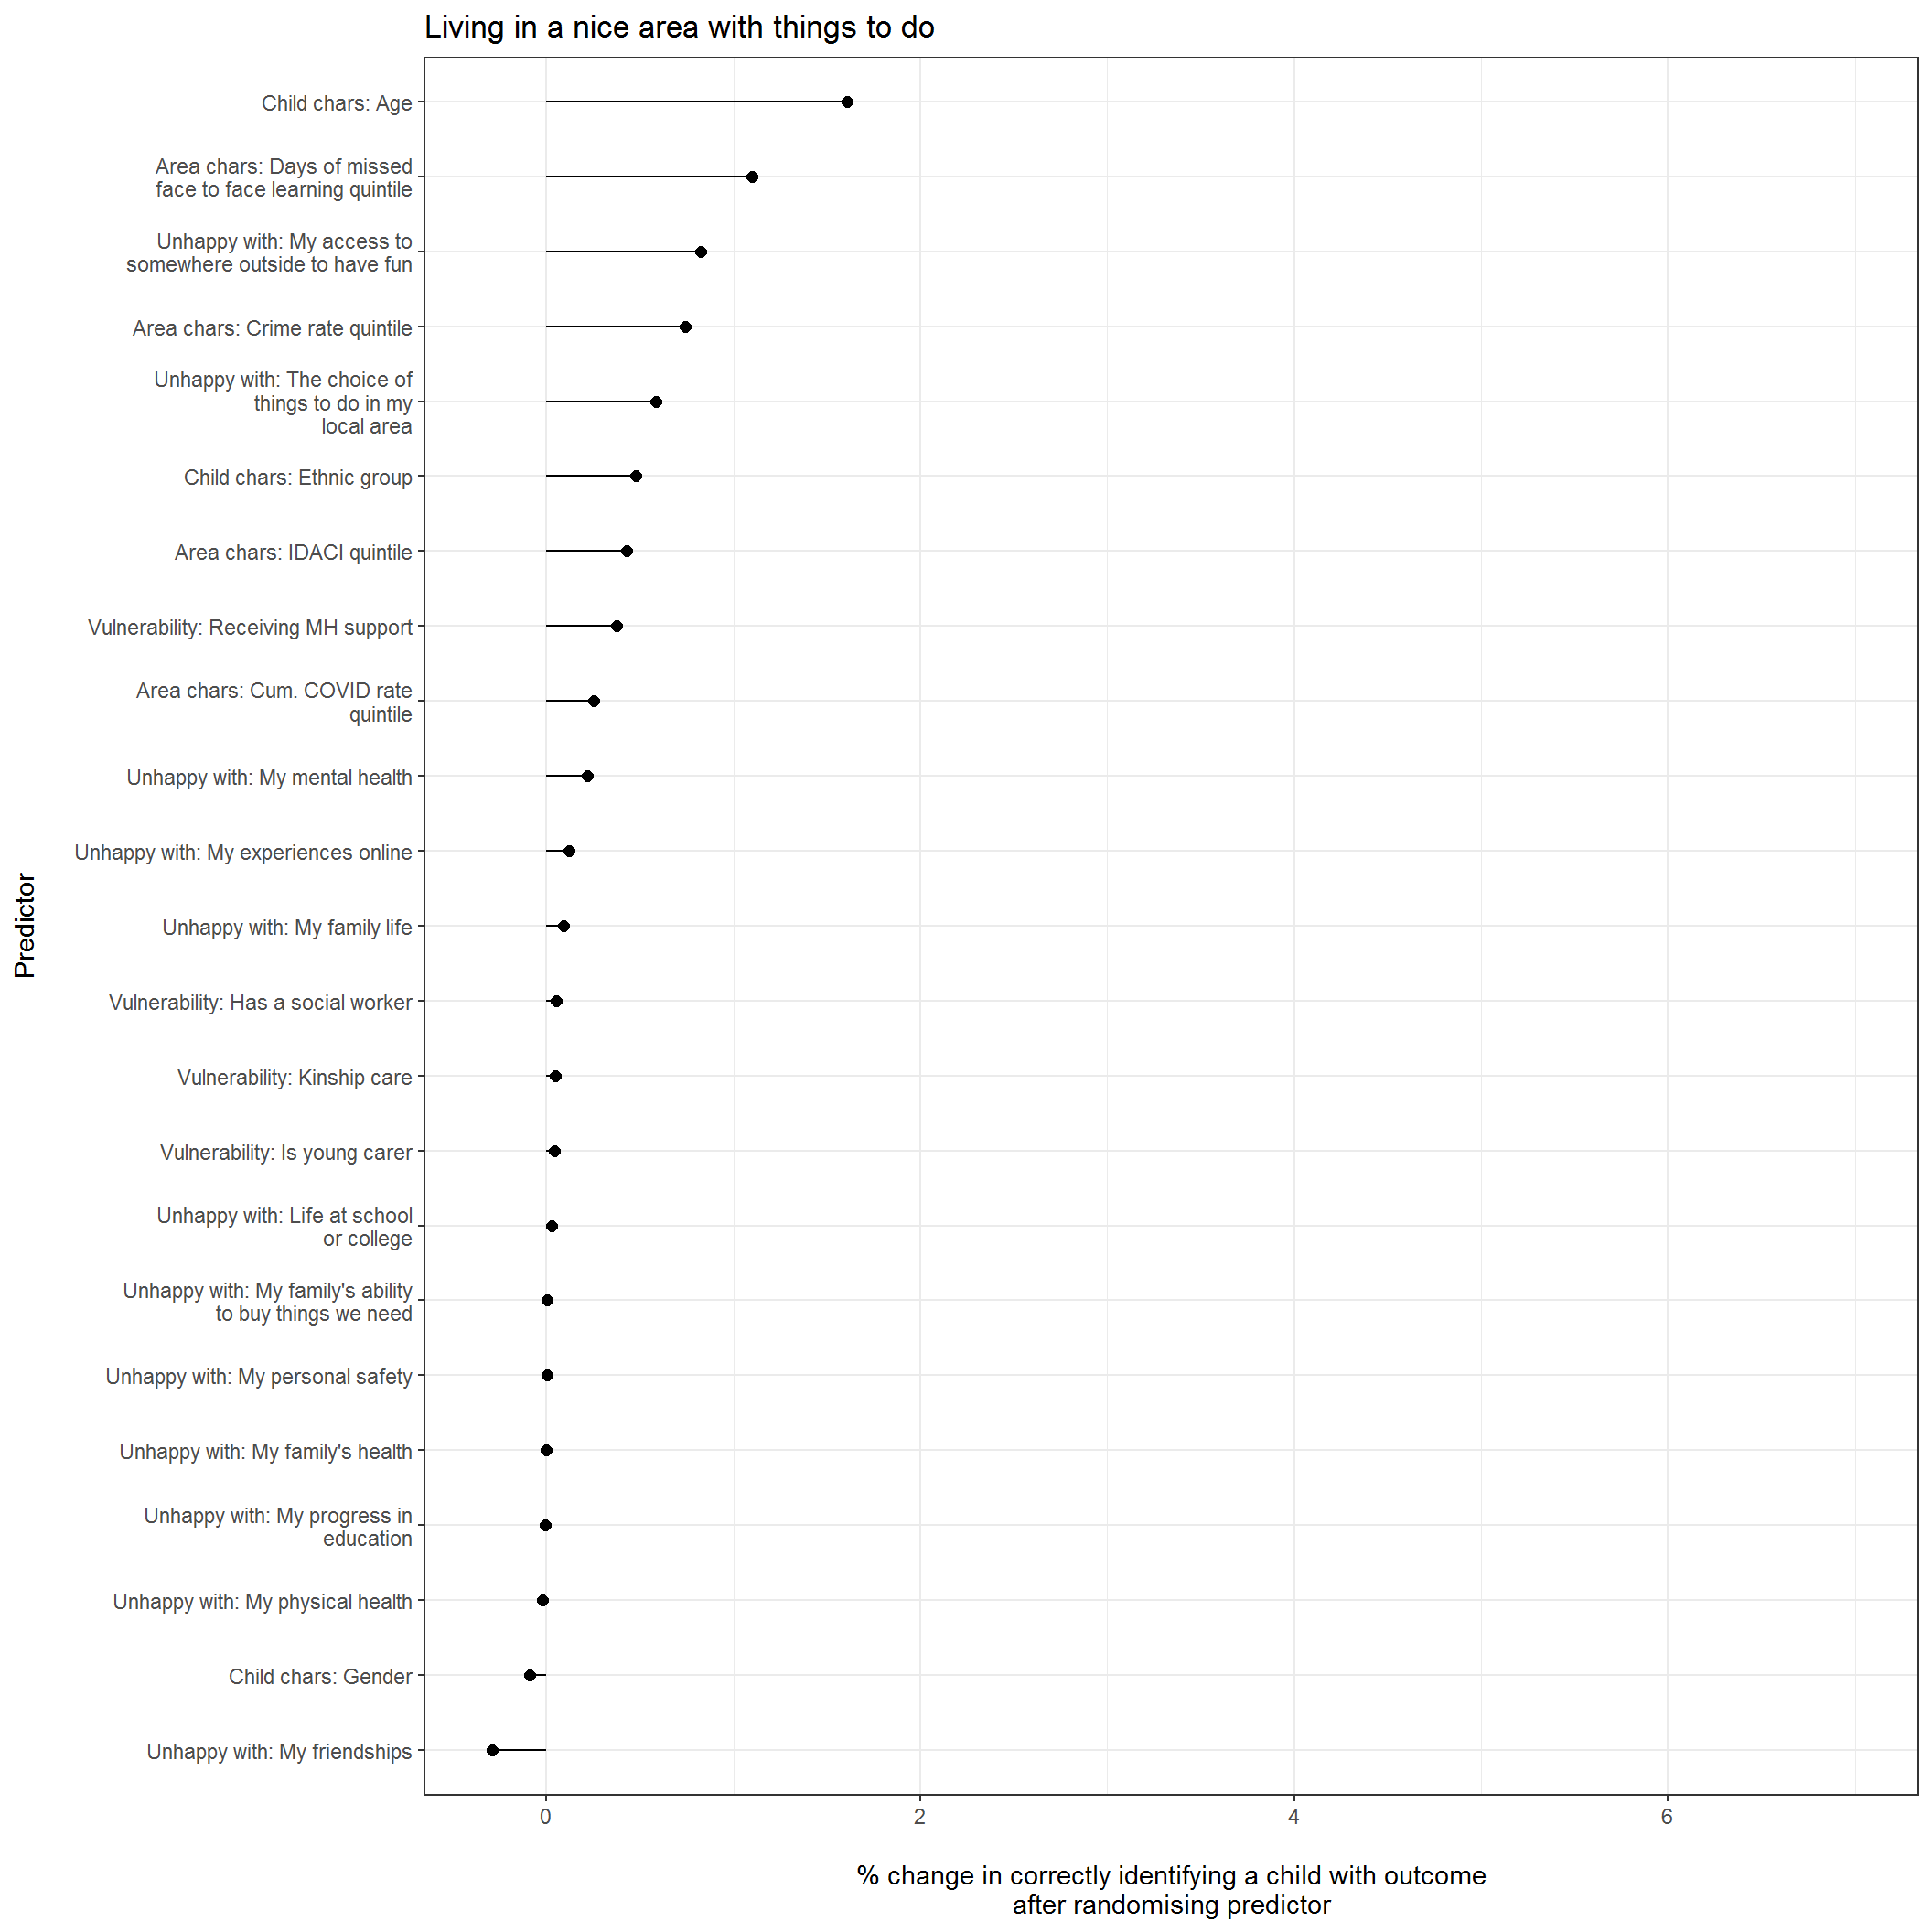 Living in a nice area with things to do
Child chars: Age
Area chars: Days of missed
face to face learning quintile
Unhappy with: My access to
somewhere outside to have fun
Area chars: Crime rate quintile
Unhappy with: The choice of
things to do in my
local area
Child chars: Ethnic group
Area chars: IDACI quintile
Vulnerability: Receiving MH support
Area chars: Cum. COVID rate
quintile
Unhappy with: My mental health
Unhappy with: My experiences online
Unhappy with: My family life
Vulnerability: Has a social worker
Vulnerability: Kinship care
Vulnerability: Is young carer
Unhappy with: Life at school
or college
Unhappy with: My family's ability
to buy things we need
Unhappy with: My personal safety
Unhappy with: My family's health
Unhappy with: My progress in
education
Unhappy with: My physical health
Child chars: Gender
Unhappy with: My friendships
Predictor
0 2 4 6
% change in correctly identifying a child with outcome
after randomising predictor